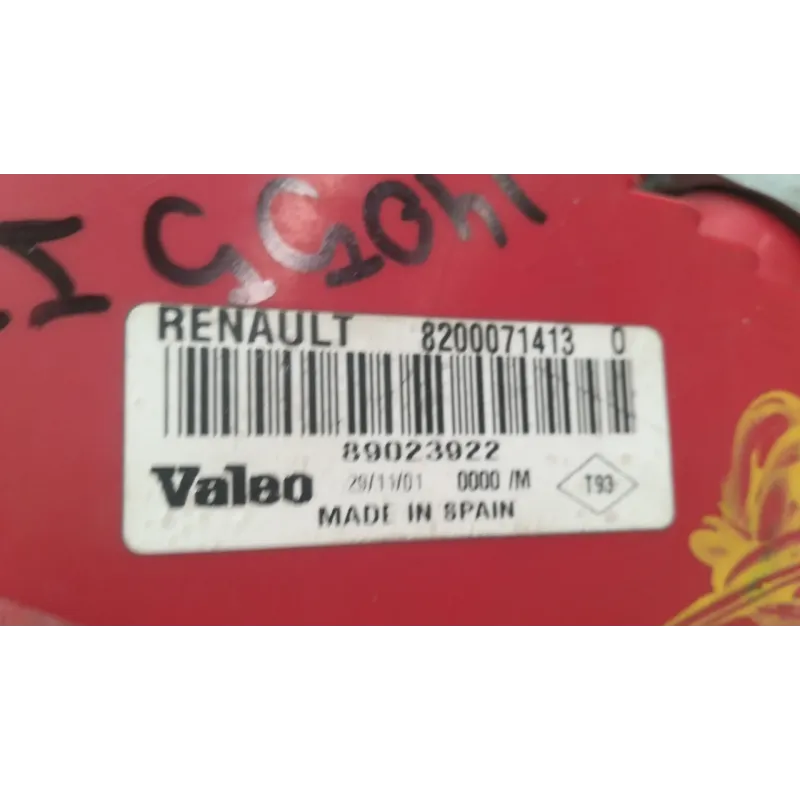 RENAULT 8200071413 0
89023922
Valeo 29/11/01 0000 /M T93
MADE IN SPAIN